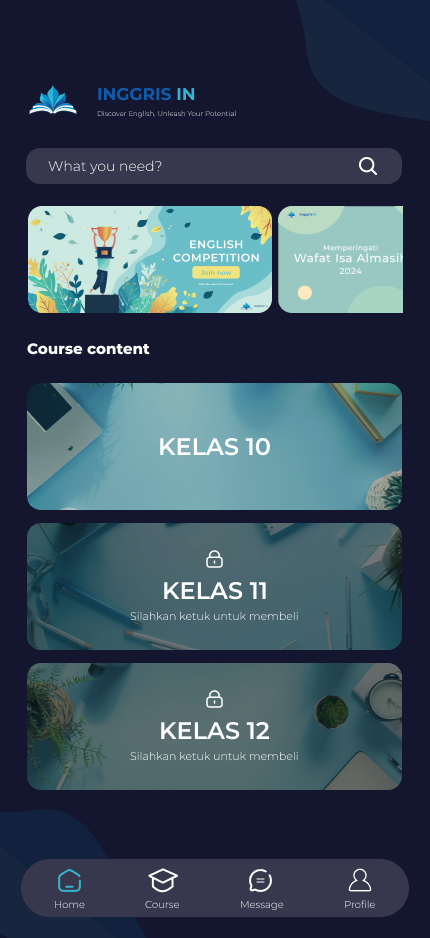 INGGRIS IN
Discover English, Unleash Your Potential
What you need?
ENGLISH
COMPETITION
Join now
Memperingati
Wafat Isa Almasih
2024
Course content
KELAS 10
KELAS 11
Silahkan ketuk untuk membeli
KELAS 12
Silahkan ketuk untuk membeli
Home
Course
Message
Profile